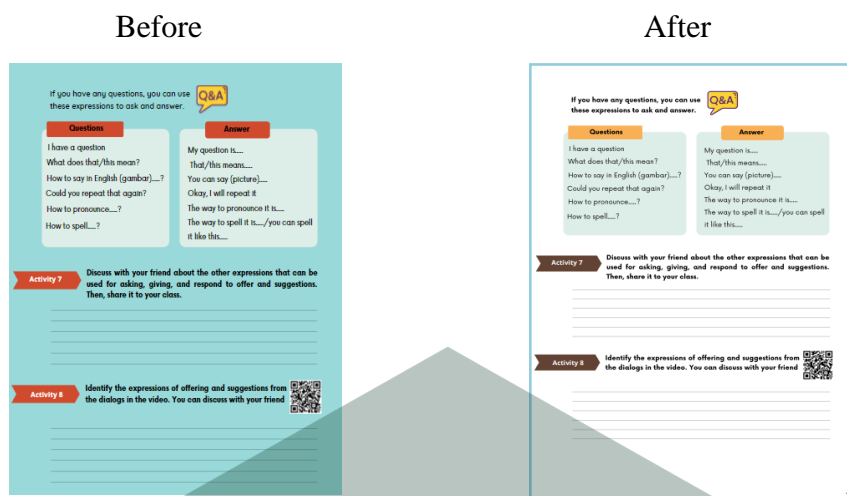 Before
After
If you have any questions, you can use
these expressions to ask and answer.
Q&A
Questions
I have a question
What does that/this mean?
How to say in English (gambar)....?
Could you repeat that again?
How to pronounce....?
How to spell....?
Answer
My question is....
That/this means....
You can say (picture)....
Okay, I will repeat it
The way to pronounce it is....
The way to spell it is..../you can spell
it like this....
Activity 7
Discuss with your friend about the other expressions that can be
used for asking, giving, and respond to offer and suggestions.
Then, share it to your class.
Activity 8
Identify the expressions of offering and suggestions from
the dialogs in the video. You can discuss with your friend
If you have any questions, you can use
these expressions to ask and answer.
Q&A
Questions
I have a question
What does that/this mean?
How to say in English (gambar)....?
Could you repeat that again?
How to pronounce....?
How to spell....?
Answer
My question is....
That/this means....
You can say (picture)....
Okay, I will repeat it
The way to pronounce it is....
The way to spell it is..../you can spell
it like this....
Activity 7
Discuss with your friend about the other expressions that can be
used for asking, giving, and respond to offer and suggestions.
Then, share it to your class.
Activity 8
Identify the expressions of offering and suggestions from
the dialogs in the video. You can discuss with your friend